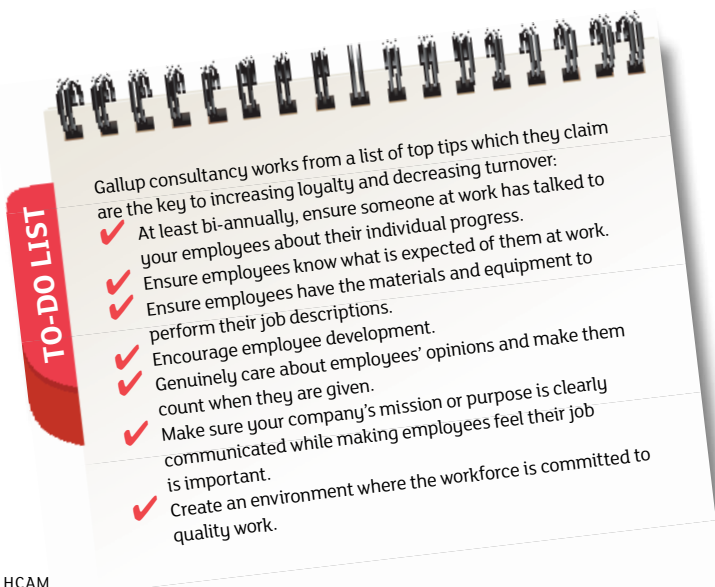 Gallup consultancy works from a list of top tips which they claim
are the key to increasing loyalty and decreasing turnover:
✔ At least bi-annually, ensure someone at work has talked to
your employees about their individual progress.
✔ Ensure employees know what is expected of them at work.
✔ Ensure employees have the materials and equipment to
perform their job descriptions.
✔ Encourage employee development.
✔ Genuinely care about employees’ opinions and make them
count when they are given.
✔ Make sure your company’s mission or purpose is clearly
communicated while making employees feel their job
is important.
✔ Create an environment where the workforce is committed to
quality work.
TO-DO LIST
HCAM